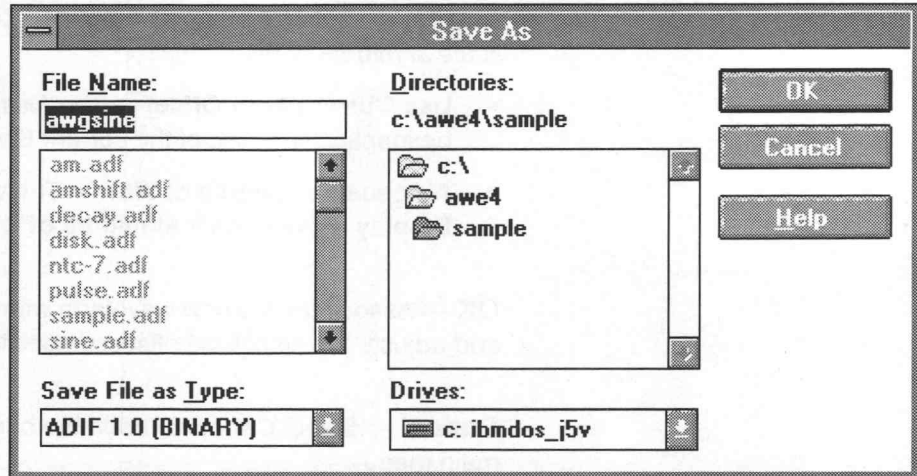 Save As
File Name:
awgsine
am.adf
amshift.adf
decay.adf
disk.adf
ntc-7.adf
pulse.adf
sample.adf
sine.adf
Save File as Type:
ADIF 1.0 (BINARY)
Directories:
c:\awe4\sample
c:\
awe4
sample
Drives:
c: ibmdos_j5v
OK
Cancel
Help